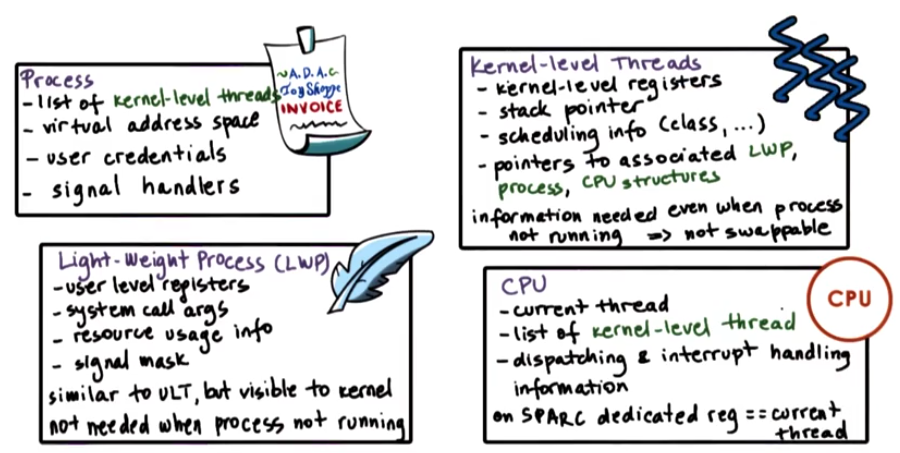 Process
- list of kernel-level threads
- virtual address space
- user credentials
- signal handlers
~A.D.A.C~
Toy Shoppe
INVOICE
Kernel-level Threads
- kernel-level registers
- stack pointer
- scheduling info (class, ...)
- pointers to associated LWP,
process, CPU structures
information needed even when process
not running => not swappable
Light-Weight Process (LWP)
- user level registers
- system call args
- resource usage info
- signal mask
similar to ULT, but visible to kernel
not needed when process not running
CPU
- current thread
- list of kernel-level thread
- dispatching & interrupt handling
information
on SPARC dedicated reg == current
thread
CPU